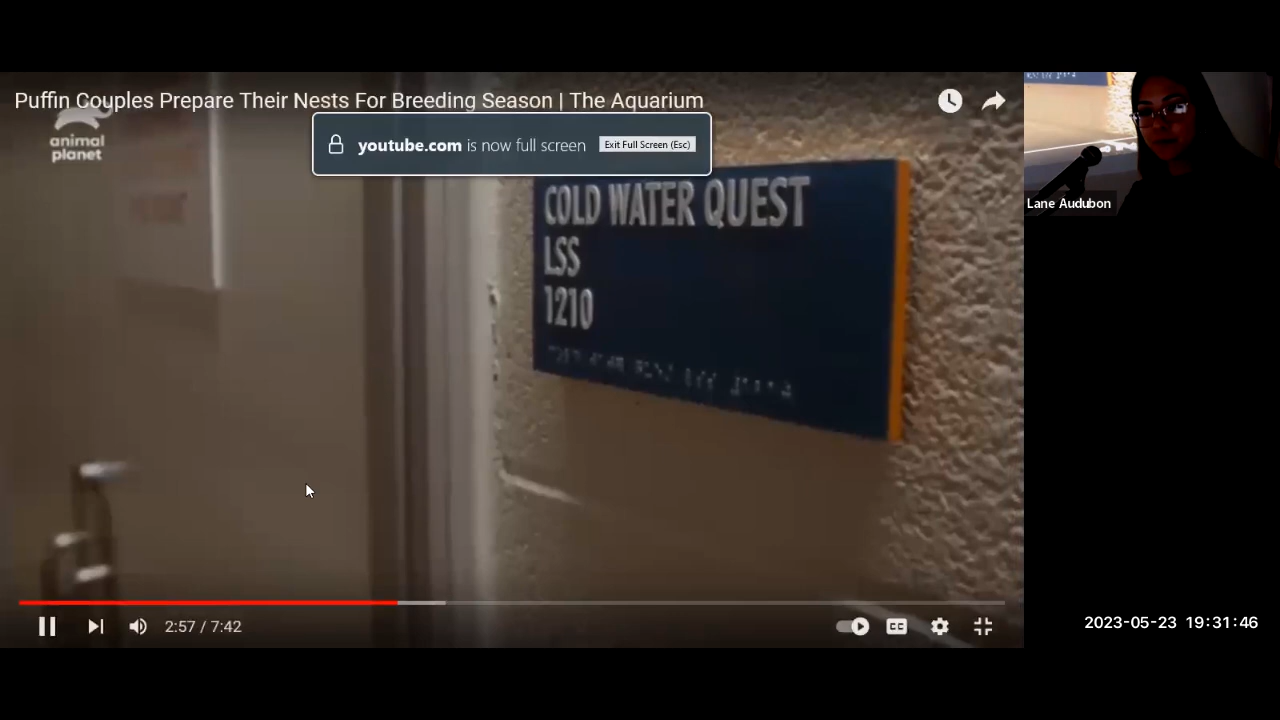 Puffin Couples Prepare Their Nests For Breeding Season | The Aquarium
animal
planet
youtube.com is now full screen
Exit Full Screen (Esc)
COLD WATER QUEST
LSS
1210
Lane Audubon
2:57 / 7:42
CC
2023-05-23 19:31:46